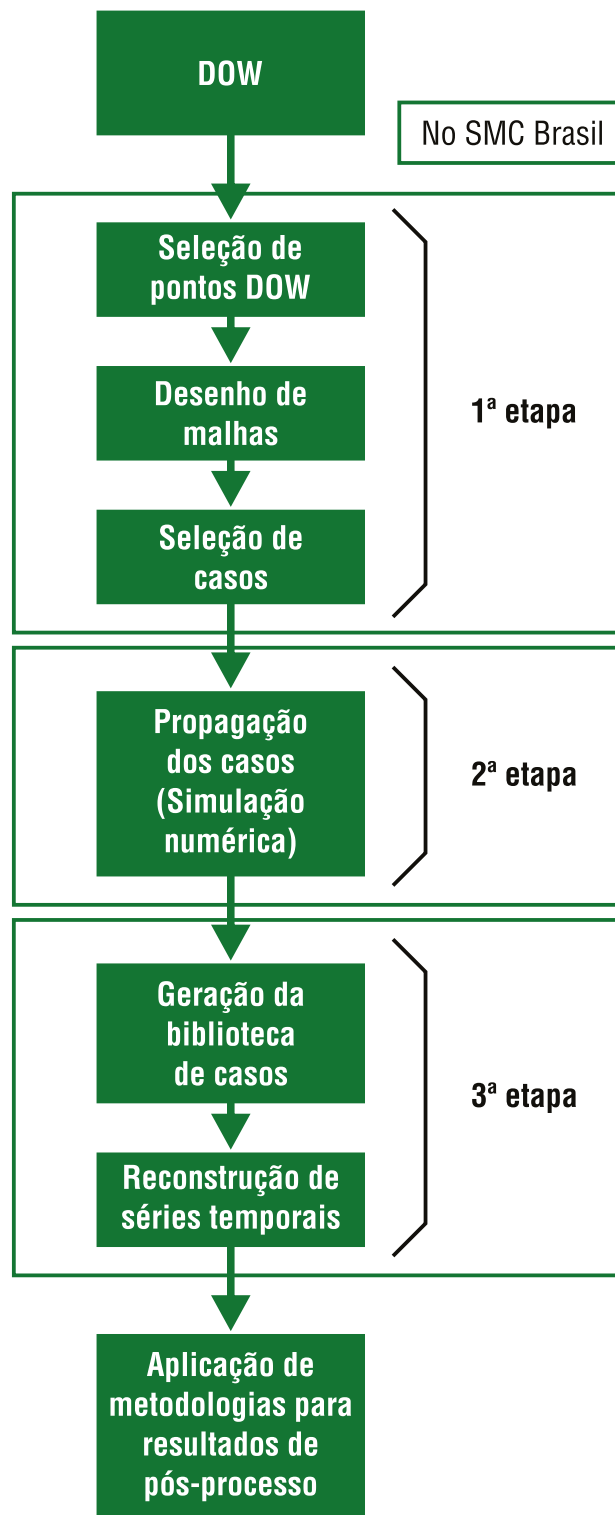 DOW
No SMC Brasil
Seleção de
pontos DOW
Desenho de
malhas
Seleção de
casos
1ª etapa
Propagação
dos casos
(Simulação
numérica)
2ª etapa
Geração da
biblioteca
de casos
Reconstrução de
séries temporais
3ª etapa
Aplicação de
metodologias para
resultados de
pós-processo